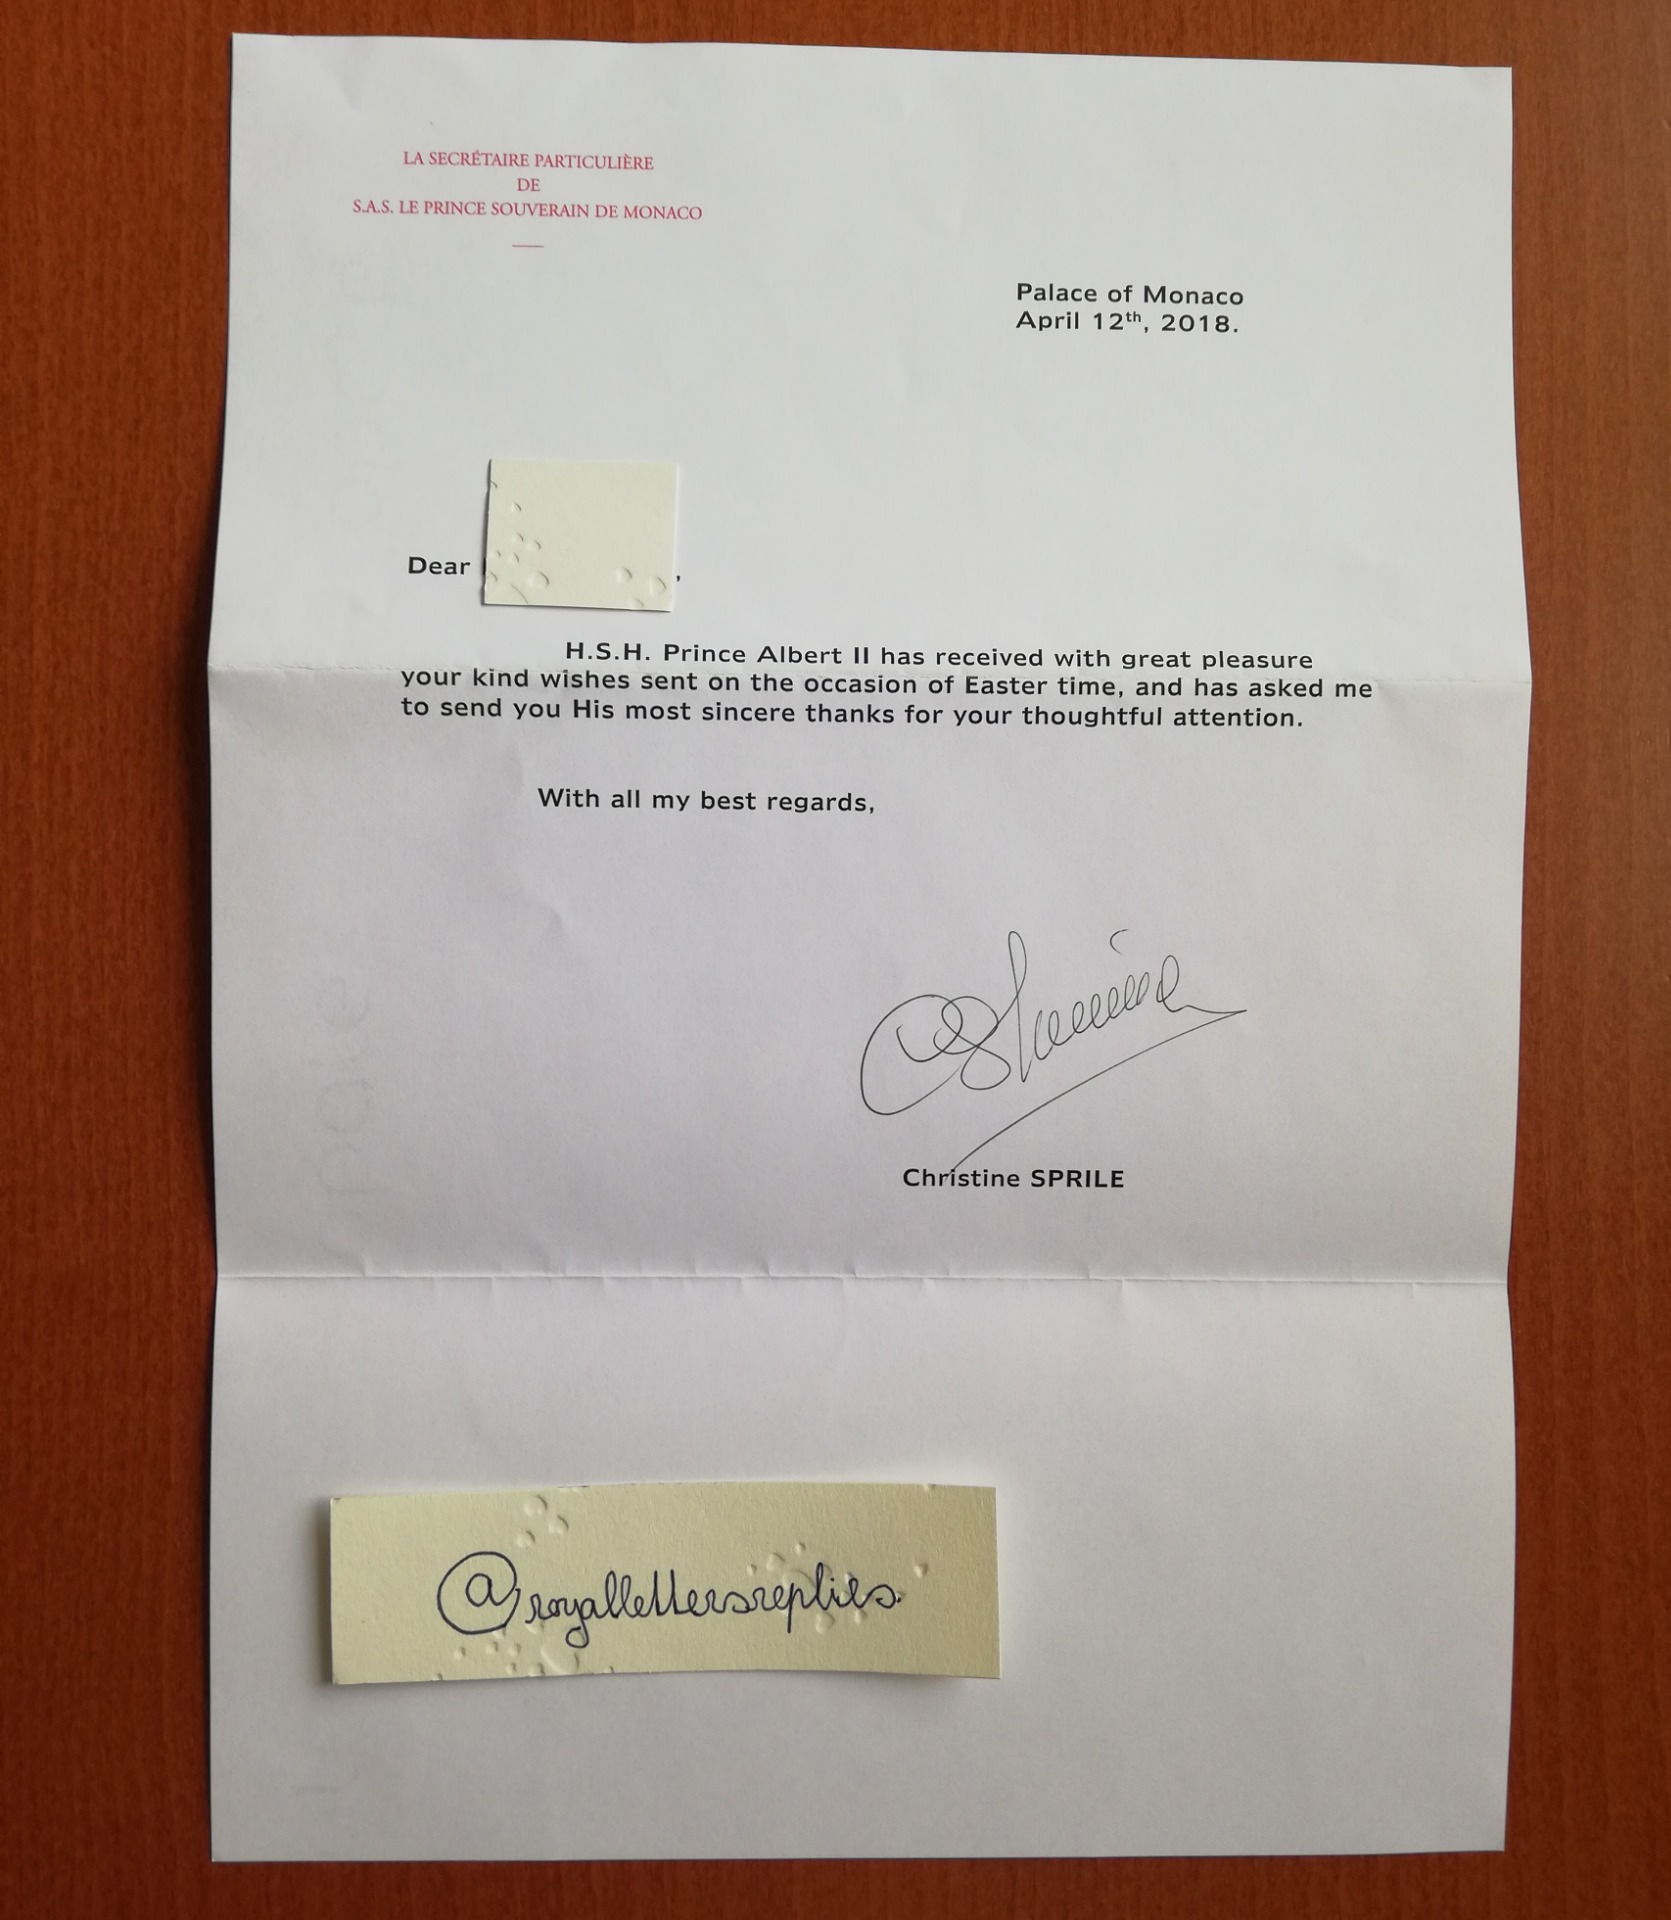 LA SECRÉTAIRE PARTICULIÈRE
DE
S.A.S. LE PRINCE SOUVERAIN DE MONACO
Palace of Monaco
April 12th, 2018.
Dear ,
H.S.H. Prince Albert II has received with great pleasure
your kind wishes sent on the occasion of Easter time, and has asked me
to send you His most sincere thanks for your thoughtful attention.
With all my best regards,
Christine SPRILE
@royallettersreplies